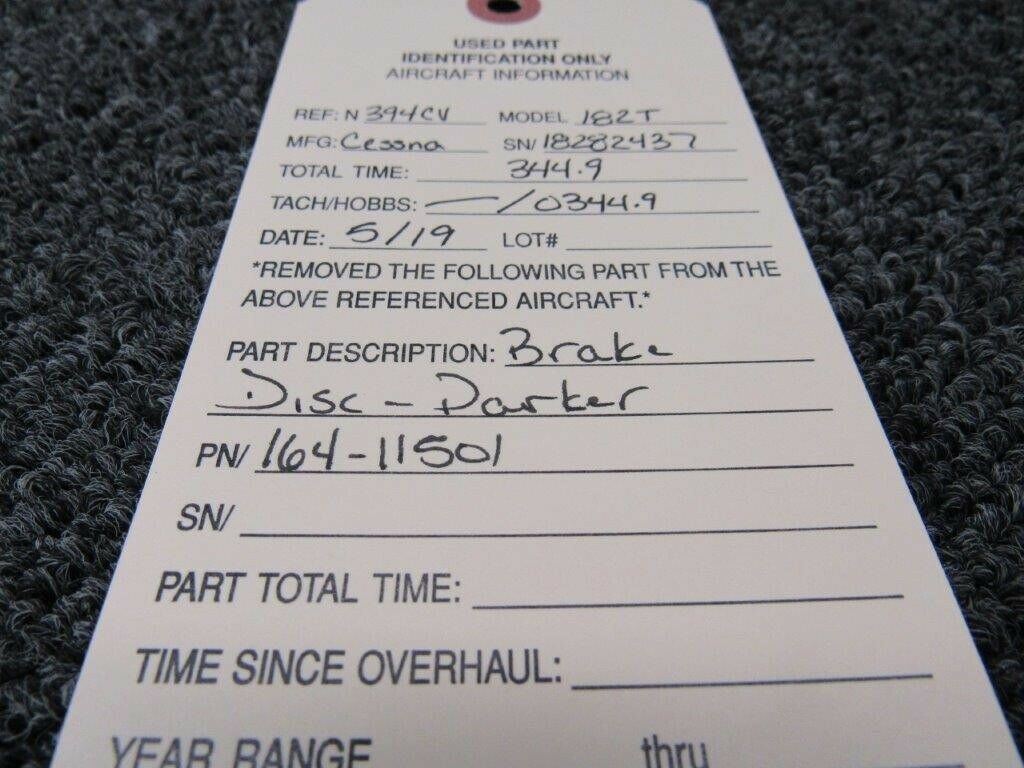 USED PART
IDENTIFICATION ONLY
AIRCRAFT INFORMATION
REF: N 394CV MODEL 182T
MFG: Cessna SN/ 18282437
TOTAL TIME: 344.9
TACH/HOBBS: —/0344.9
DATE: 5/19 LOT#
*REMOVED THE FOLLOWING PART FROM THE
ABOVE REFERENCED AIRCRAFT.*
PART DESCRIPTION: Brake
Disc - Parker
PN/ 164-11501
SN/
PART TOTAL TIME:
TIME SINCE OVERHAUL:
YEAR RANGE thru